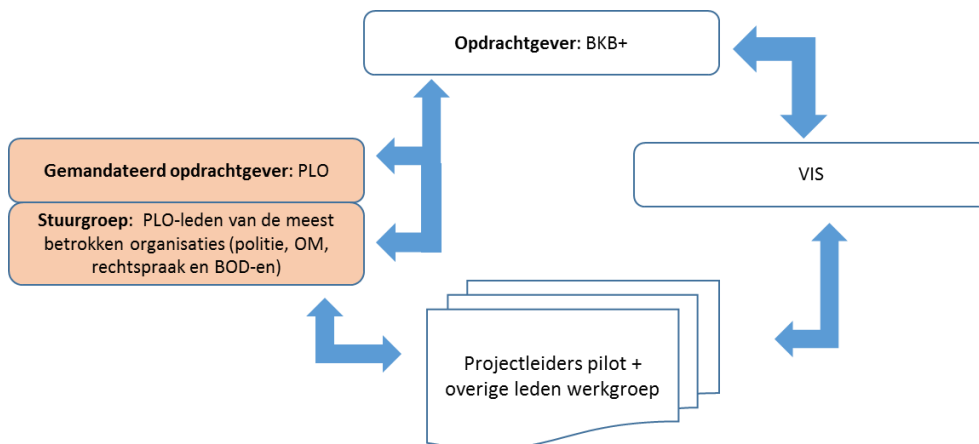 Opdrachtgever: BKB+
Gemandateerd opdrachtgever: PLO
Stuurgroep: PLO-leden van de meest
betrokken organisaties (politie, OM,
rechtspraak en BOD-en)
VIS
Projectleiders pilot +
overige leden werkgroep